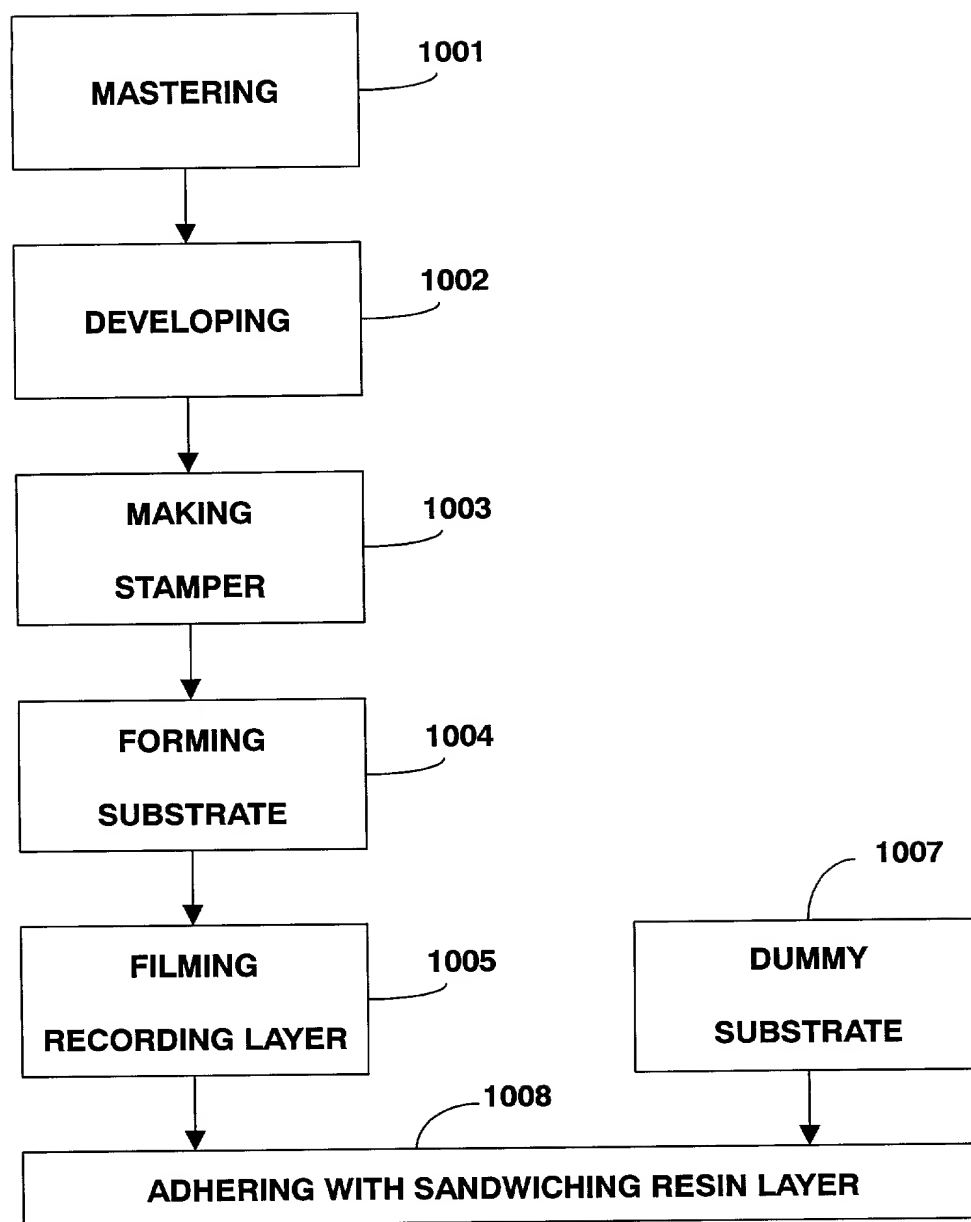 MASTERING
1001
DEVELOPING
1002
MAKING
STAMPER
1003
FORMING
SUBSTRATE
1004
FILMING
RECORDING LAYER
1005
DUMMY
SUBSTRATE
1007
1008
ADHERING WITH SANDWICHING RESIN LAYER